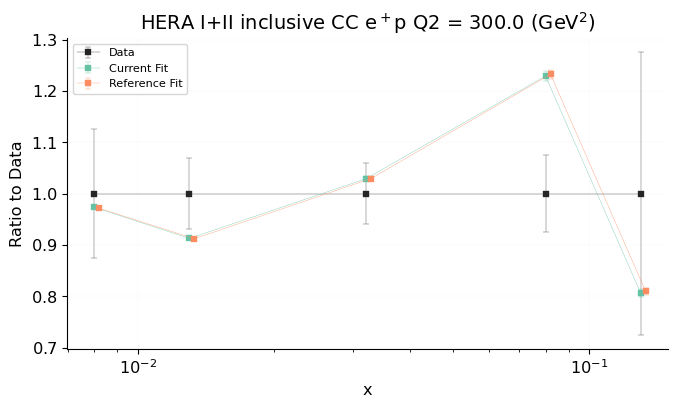 HERA I+II inclusive CC e⁺p Q2 = 300.0 (GeV²)
Data
Current Fit
Reference Fit
Ratio to Data
1.3
1.2
1.1
1.0
0.9
0.8
0.7
10⁻²
10⁻¹
x